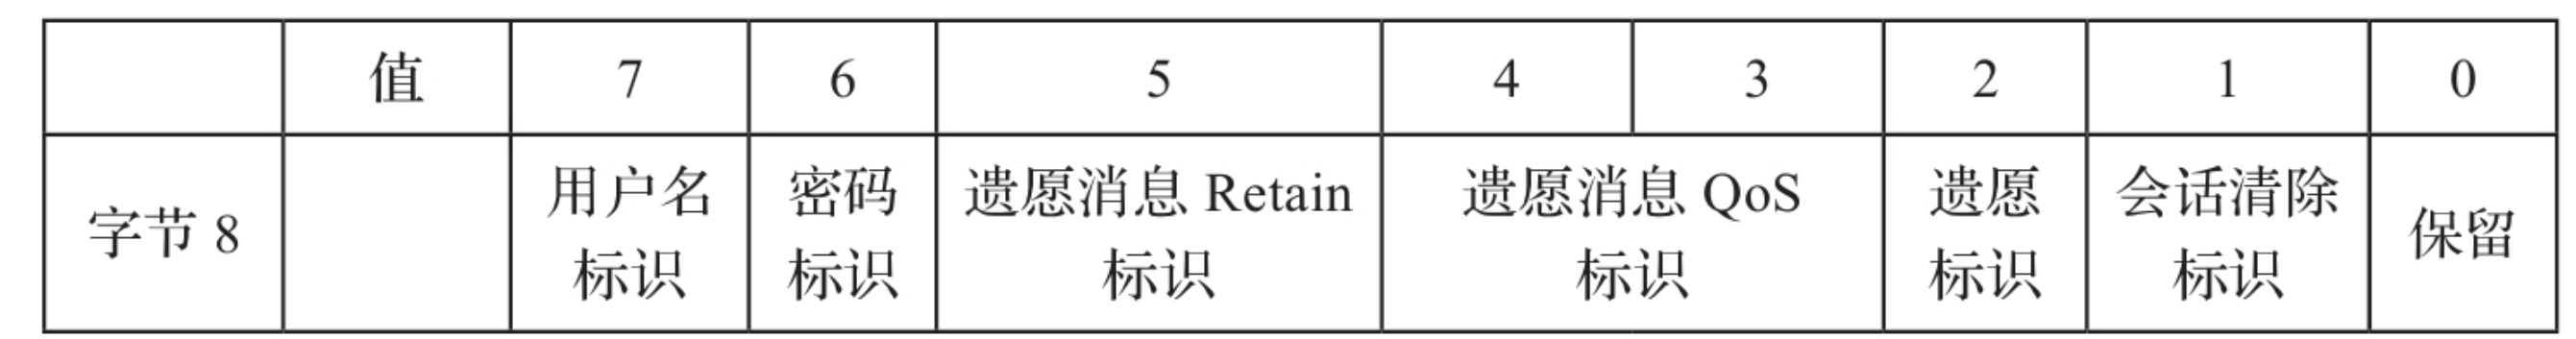 值 7 6 5 4 3 2 1 0
用户名 密码 遗愿消息 Retain 遗愿消息 QoS 遗愿 会话清除
字节 8 保留
标识 标识 标识 标识 标识 标识